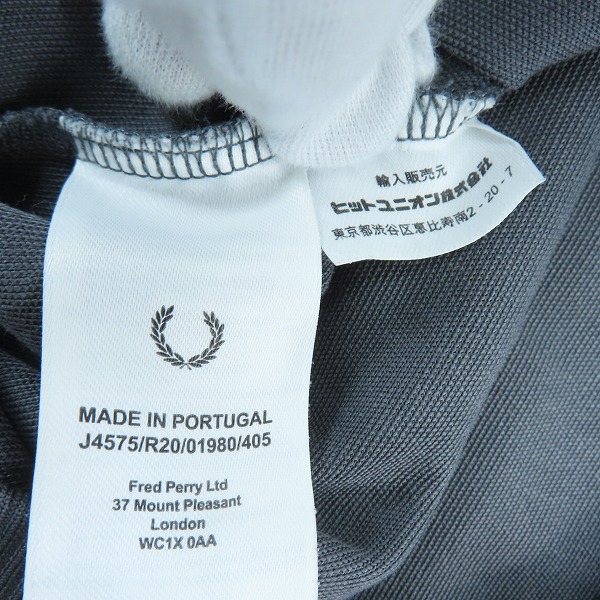 MADE IN PORTUGAL
J4575/R20/01980/405
Fred Perry Ltd
37 Mount Pleasant
London
WC1X 0AA
輸入販売元
ヒットユニオン株式会社
東京都渋谷区恵比寿南2-20-7